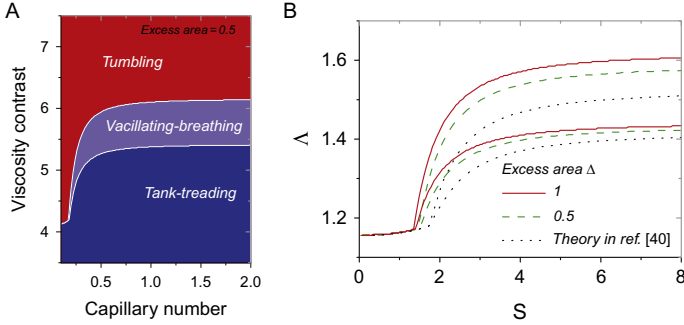 A
Excess area = 0.5
Tumbling
Vacillating-breathing
Tank-treading
Viscosity contrast
7
6
5
4
0.5
1.0
1.5
2.0
Capillary number
B
Λ
1.6
1.4
1.2
Excess area Δ
1
0.5
Theory in ref. [40]
0
2
4
6
8
S